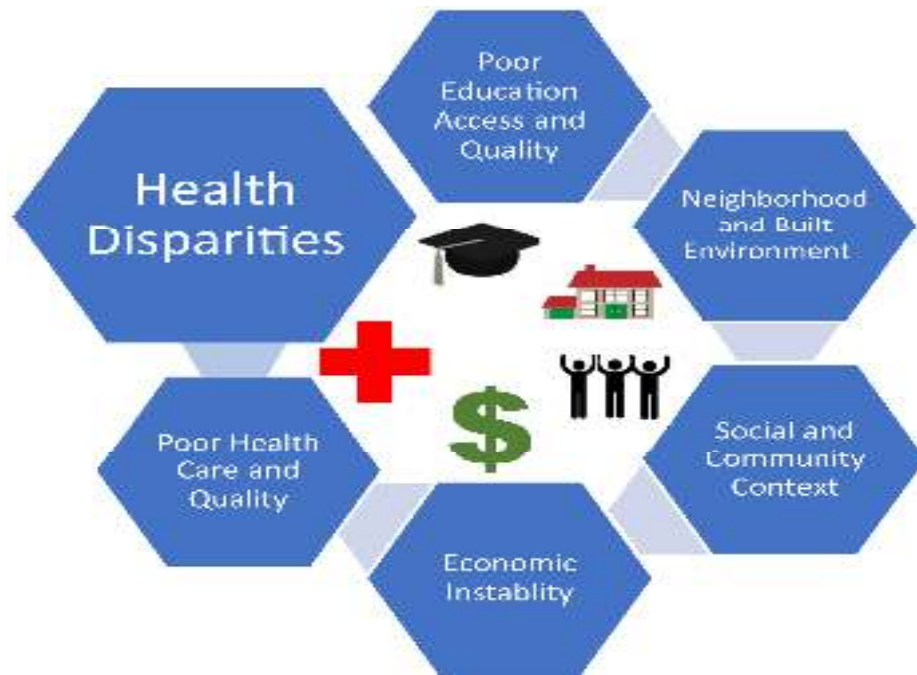 Health
Disparities
Poor
Education
Access and
Quality
Neighborhood
and Built
Environment
Social and
Community
Context
Economic
Instablity
Poor Health
Care and
Quality
$